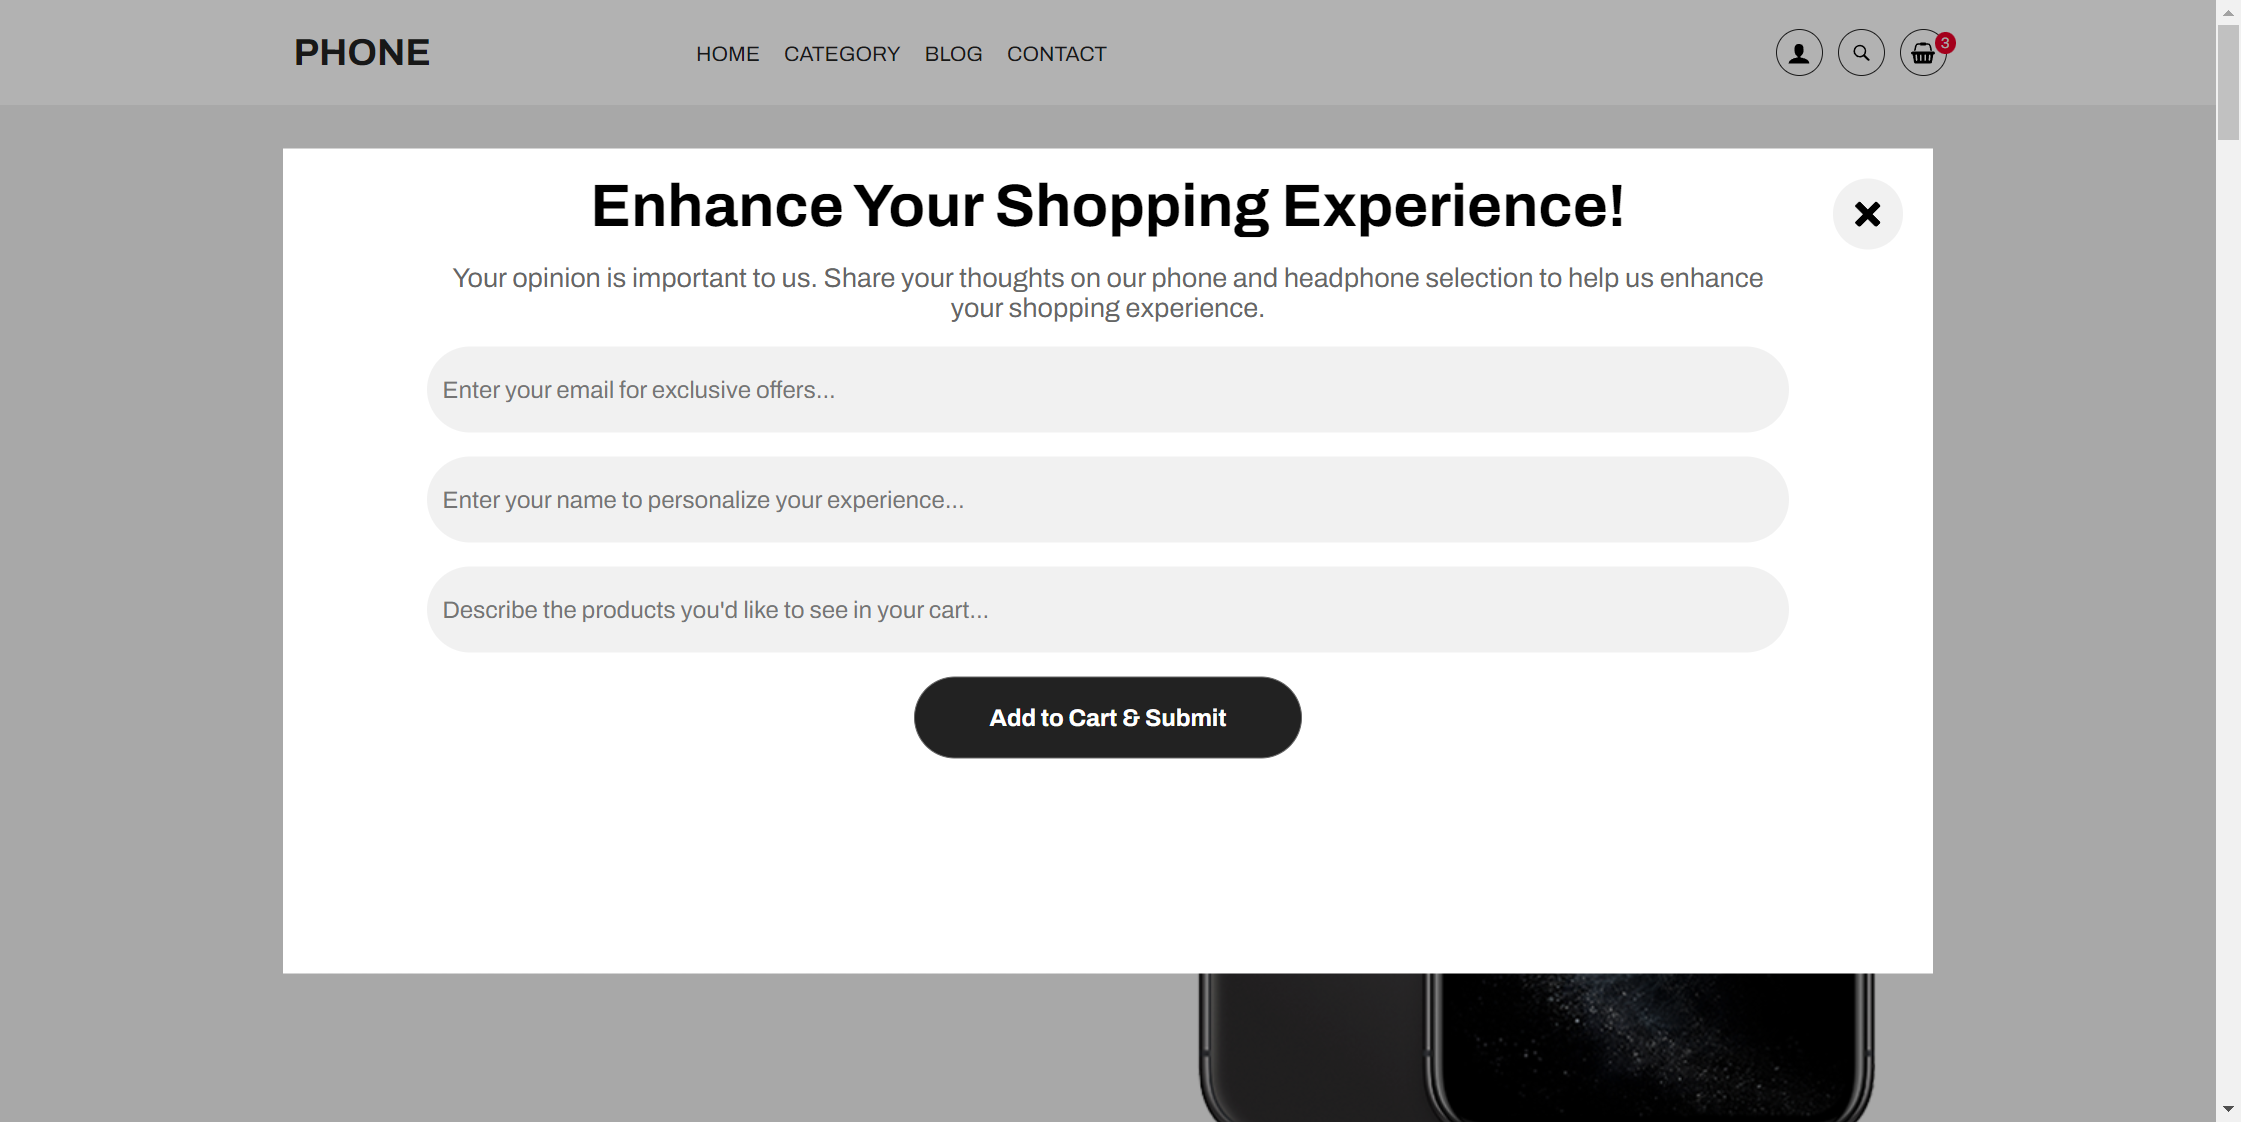 PHONE
HOME CATEGORY BLOG CONTACT
3
Enhance Your Shopping Experience!
Your opinion is important to us. Share your thoughts on our phone and headphone selection to help us enhance
your shopping experience.
Enter your email for exclusive offers...
Enter your name to personalize your experience...
Describe the products you'd like to see in your cart...
Add to Cart & Submit